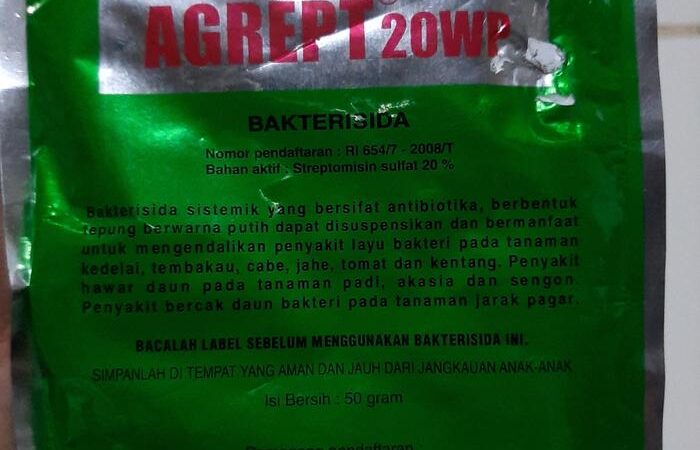 AGREPT® 20WP
BAKTERISIDA
Nomor pendaftaran : RI 654/7 - 2008/T
Bahan aktif : Streptomisin sulfat 20 %
Bakterisida sistemik yang bersifat antibiotika, berbentuk
tepung berwarna putih dapat disuspensikan dan bermanfaat
untuk mengendalikan penyakit layu bakteri pada tanaman
kedelai, tembakau, cabe, jahe, tomat dan kentang. Penyakit
hawar daun pada tanaman padi, akasia dan sengon.
Penyakit bercak daun bakteri pada tanaman jarak pagar.
BACALAH LABEL SEBELUM MENGGUNAKAN BAKTERISIDA INI.
SIMPANLAH DI TEMPAT YANG AMAN DAN JAUH DARI JANGKAUAN ANAK-ANAK
Isi Bersih : 50 gram
pendaftaran